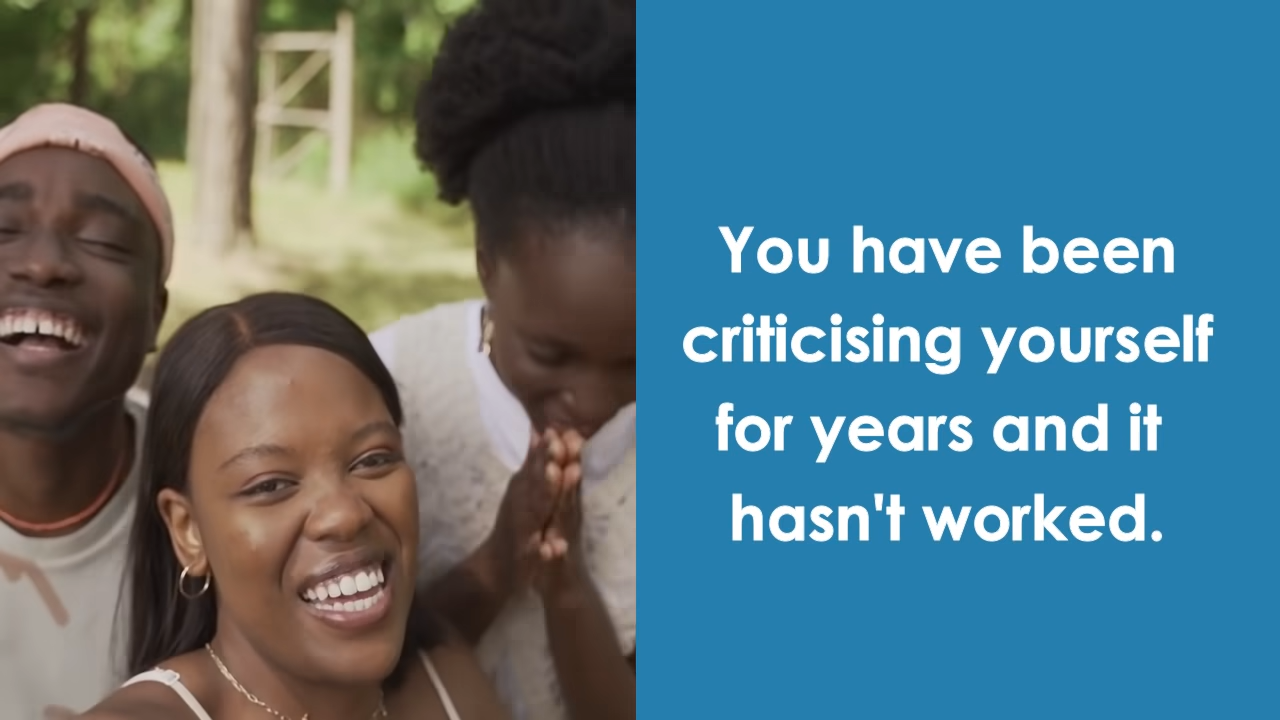 You have been
criticising yourself
for years and it
hasn't worked.